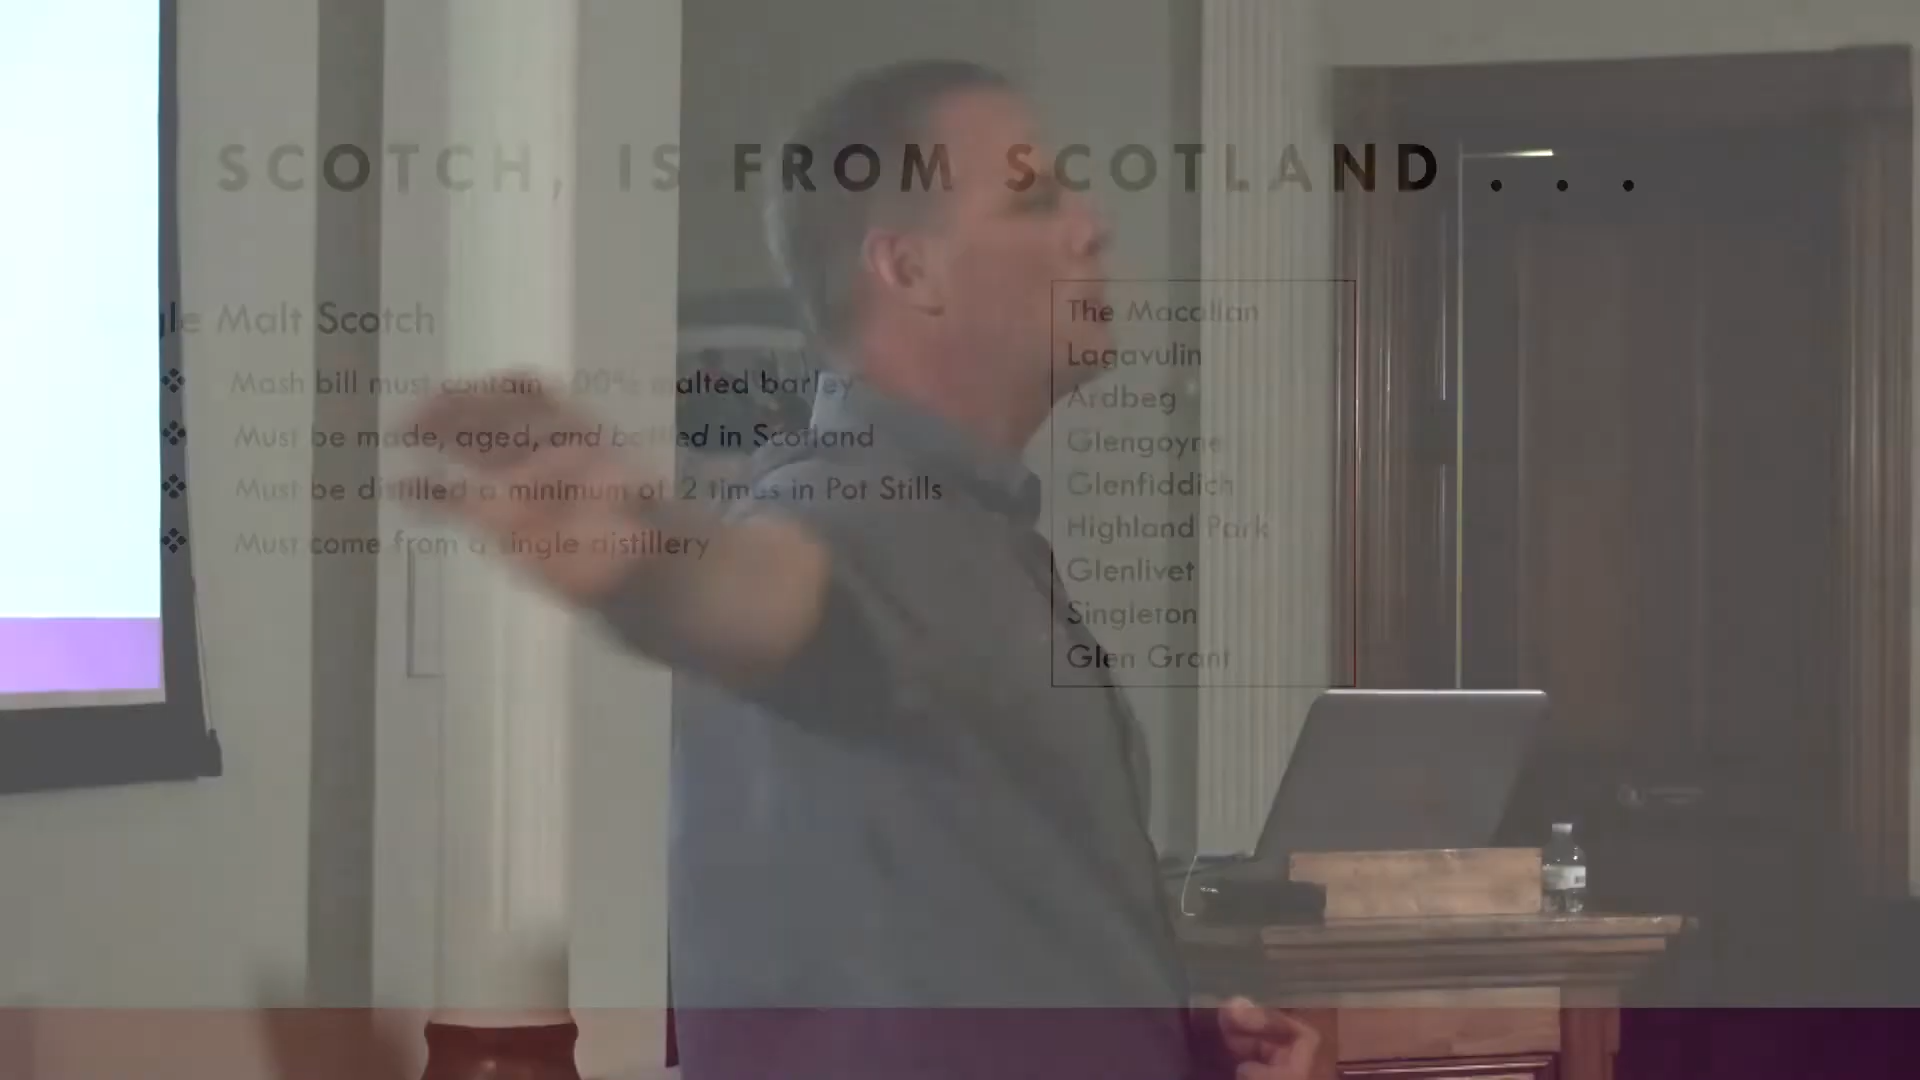 SCOTCH, IS FROM SCOTLAND . . .
Malt Scotch
Mash bill must contain 100% malted barley
Must be made, aged, and bottled in Scotland
Must be distilled a minimum of 2 times in Pot Stills
Must come from a single distillery
The Macallan
Lagavulin
Ardbeg
Glengoyne
Glenfiddich
Highland Park
Glenlivet
Singleton
Glen Grant